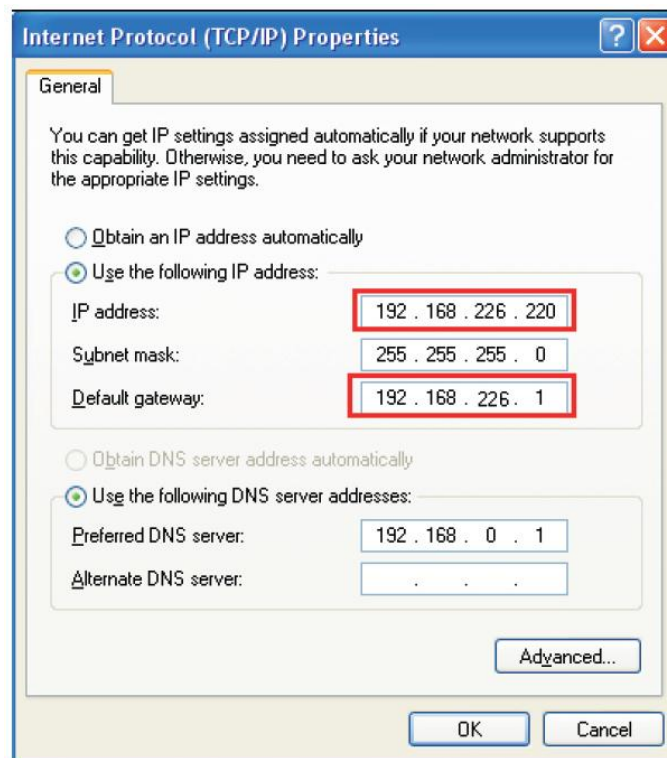 Internet Protocol (TCP/IP) Properties
General
You can get IP settings assigned automatically if your network supports
this capability. Otherwise, you need to ask your network administrator for
the appropriate IP settings.
Obtain an IP address automatically
Use the following IP address:
IP address: 192 . 168 . 226 . 220
Subnet mask: 255 . 255 . 255 . 0
Default gateway: 192 . 168 . 226 . 1
Obtain DNS server address automatically
Use the following DNS server addresses:
Preferred DNS server: 192 . 168 . 0 . 1
Alternate DNS server: . . .
Advanced...
OK Cancel